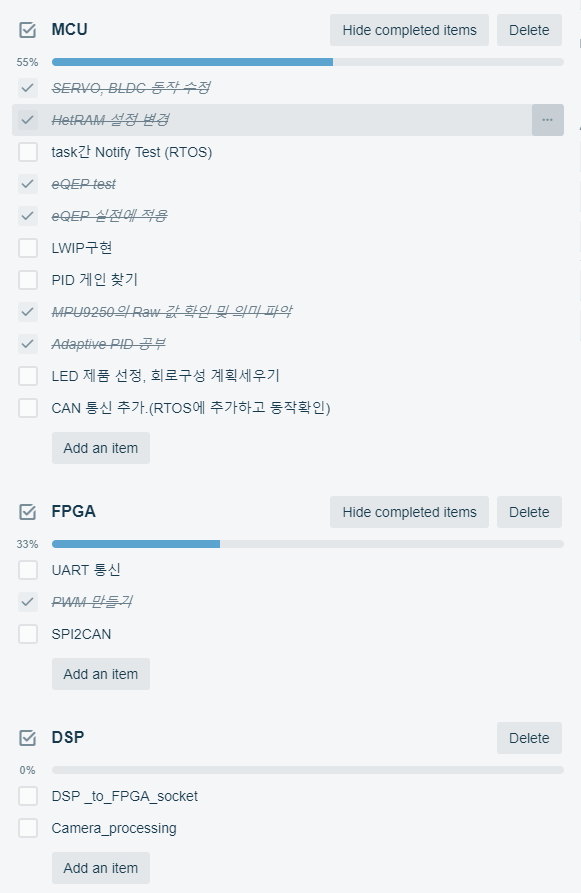 MCU
Hide completed items
Delete
55%
SERVO, BLDC 동작 수정
HetRAM 설정 변경
task간 Notify Test (RTOS)
eQEP test
eQEP 실전에 적용
LWIP구현
PID 게인 찾기
MPU9250의 Raw 값 확인 및 의미 파악
Adaptive PID 공부
LED 제품 선정, 회로구성 계획세우기
CAN 통신 추가.(RTOS에 추가하고 동작확인)
Add an item
FPGA
Hide completed items
Delete
33%
UART 통신
PWM 만들기
SPI2CAN
Add an item
DSP
Delete
0%
DSP _to_FPGA_socket
Camera_processing
Add an item